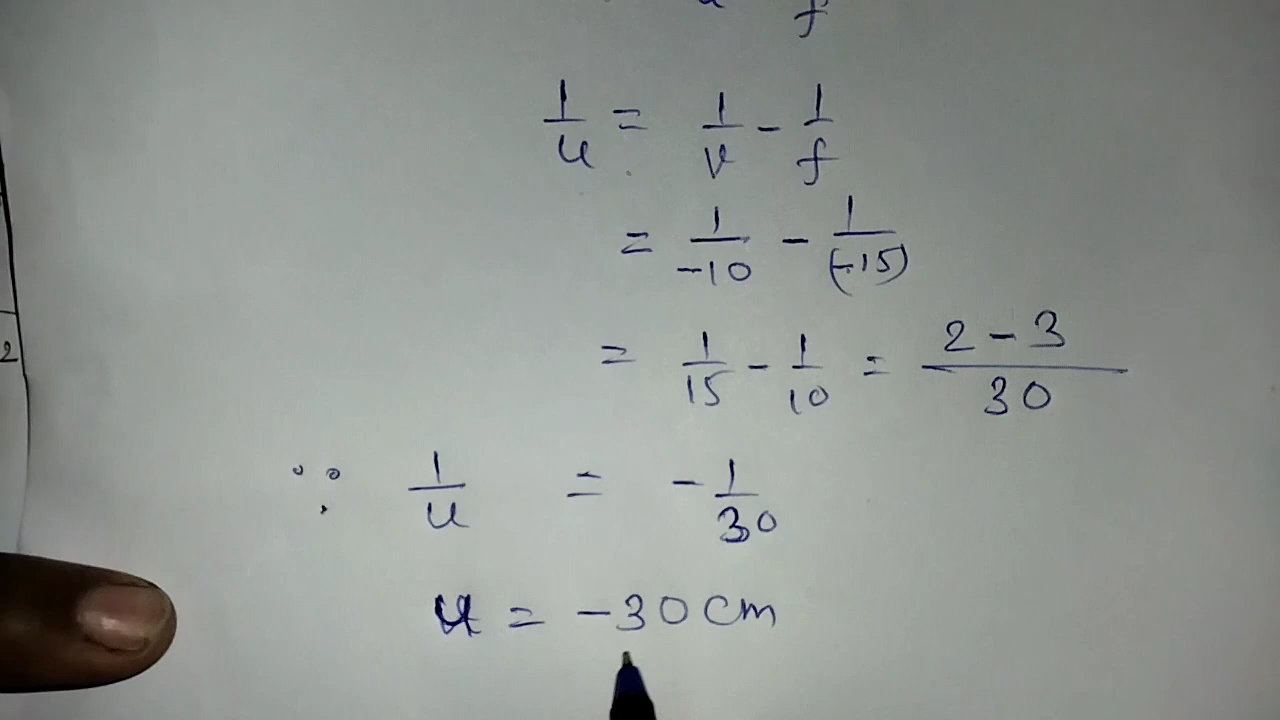 u f
1/u = 1/v - 1/f
= 1/-10 - 1/(-15)
= 1/15 - 1/10 = 2 - 3/30
2
∵ 1/u = - 1/30
u = -30 cm